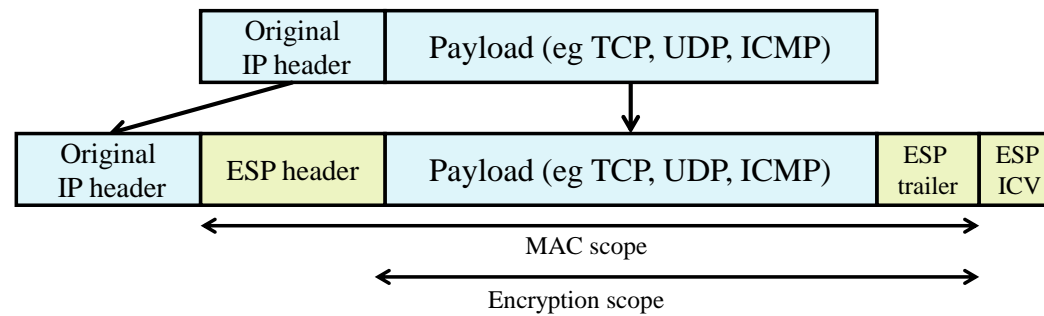 Original
IP header
Payload (eg TCP, UDP, ICMP)
Original
IP header
ESP header
Payload (eg TCP, UDP, ICMP)
ESP
trailer
ESP
ICV
MAC scope
Encryption scope